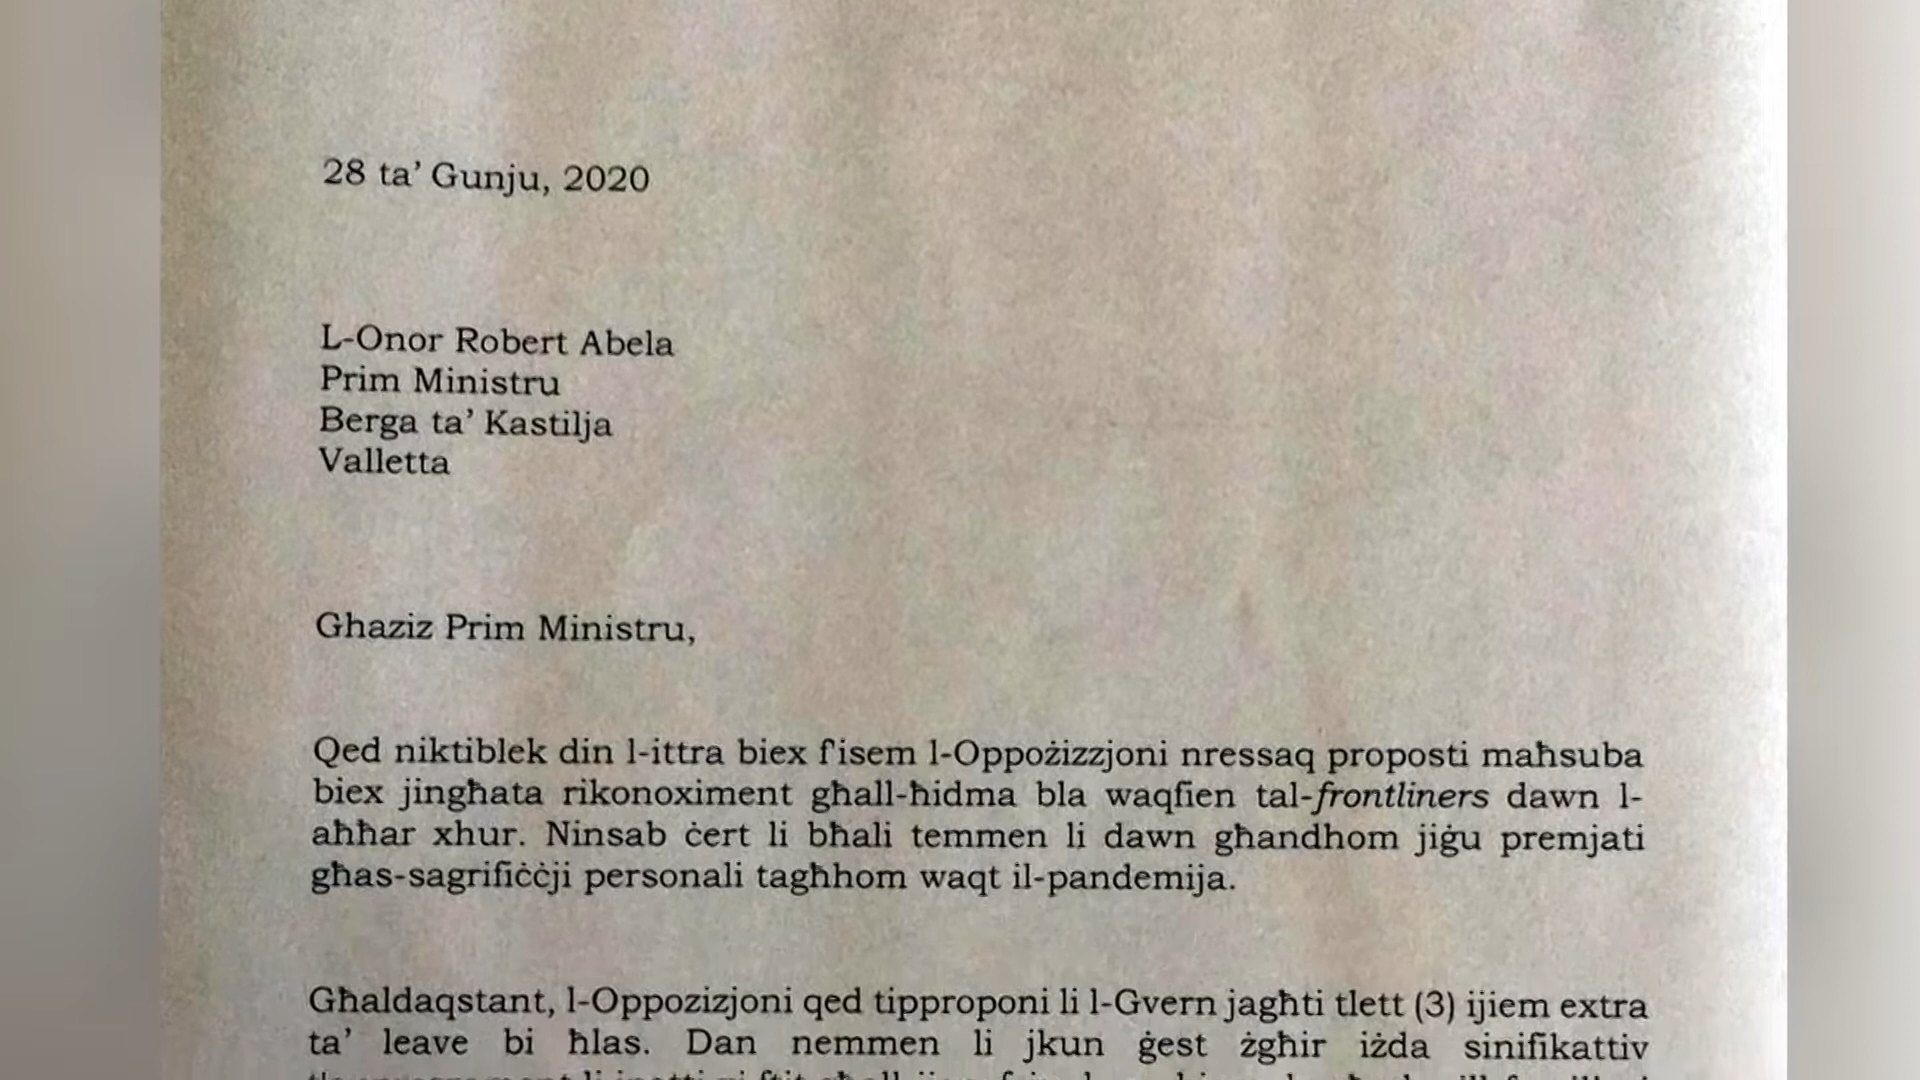 28 ta’ Gunju, 2020
L-Onor Robert Abela
Prim Ministru
Berga ta’ Kastilja
Valletta
Ghaziz Prim Ministru,
Qed niktiblek din l-ittra biex f’isem l-Oppożizzjoni nressaq proposti maħsuba
biex jingħata rikonoximent għall-ħidma bla waqfien tal-frontliners dawn l-
aħħar xhur. Ninsab ċert li bħali temmen li dawn għandhom jiġu premjati
għas-sagrifiċċji personali tagħhom waqt il-pandemija.
Għaldaqstant, l-Oppozizjoni qed tipproponi li l-Gvern jagħti tlett (3) ijiem extra
ta’ leave bi ħlas. Dan nemmen li jkun ġest żgħir iżda sinifikattiv